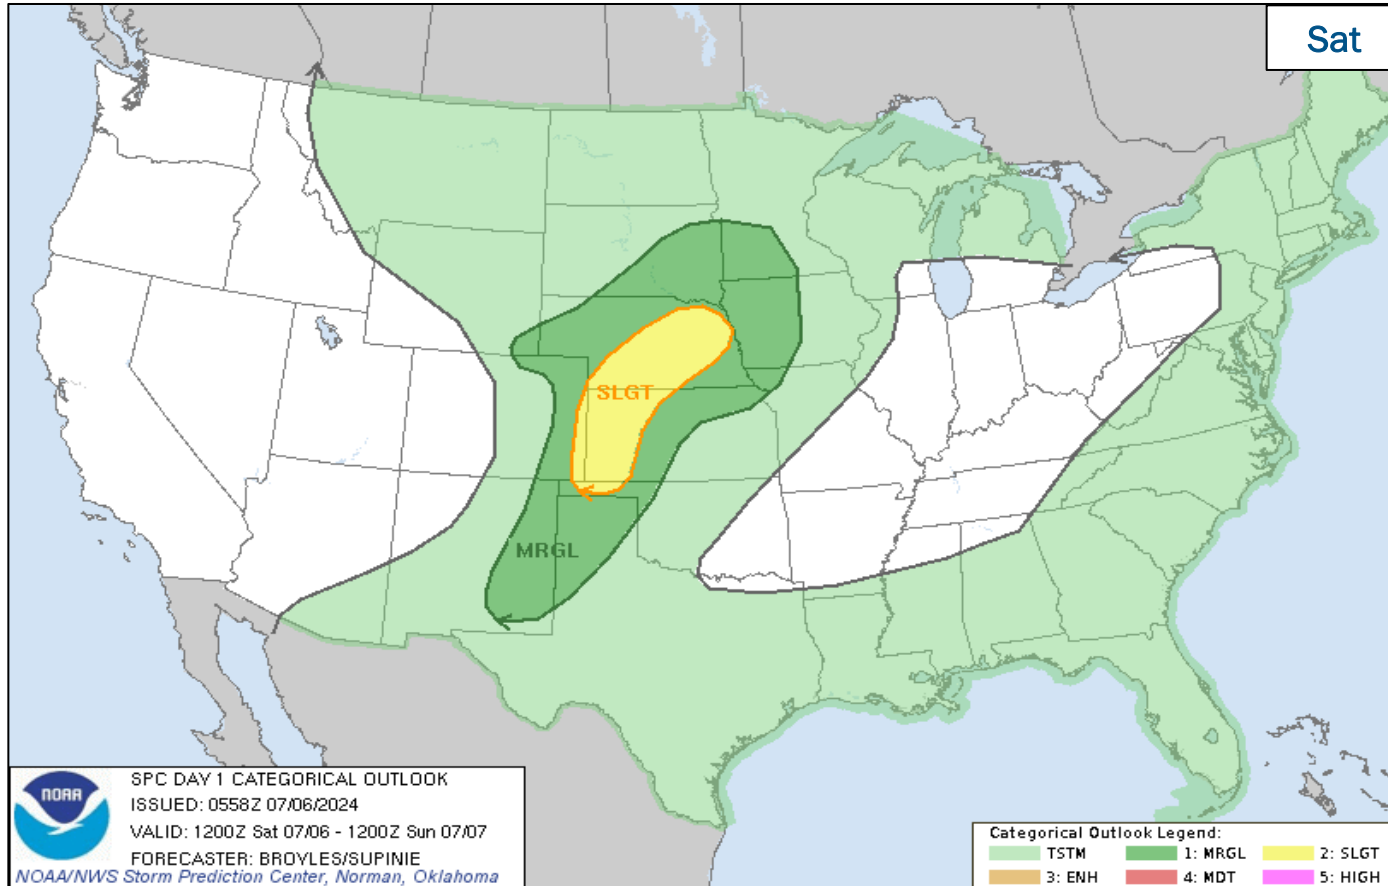 Sat
SLGT
MRGL
NOAA
SPC DAY 1 CATEGORICAL OUTLOOK
ISSUED: 0558Z 07/06/2024
VALID: 1200Z Sat 07/06 - 1200Z Sun 07/07
FORECASTER: BROYLES/SUPINIE
NOAA/NWS Storm Prediction Center, Norman, Oklahoma
Categorical Outlook Legend:
TSTM 1: MRGL 2: SLGT
3: ENH 4: MDT 5: HIGH